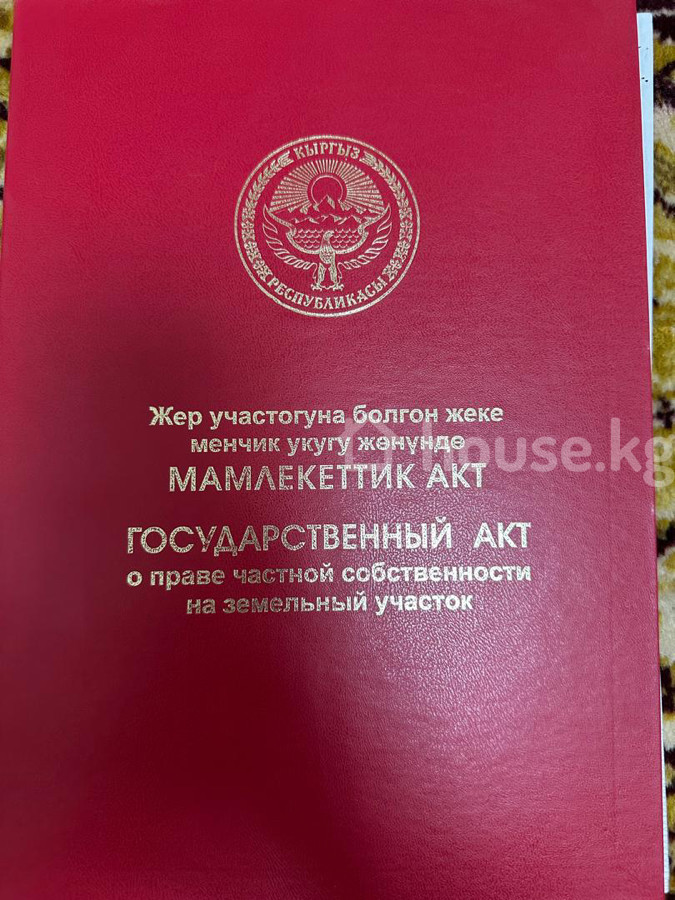 КЫРГЫЗ
РЕСПУБЛИКАСЫ
Жер участогуна болгон жеке
менчик укугу жөнүндө
house.kg
МАМЛЕКЕТТИК АКТ
ГОСУДАРСТВЕННЫЙ АКТ
о праве частной собственности
на земельный участок